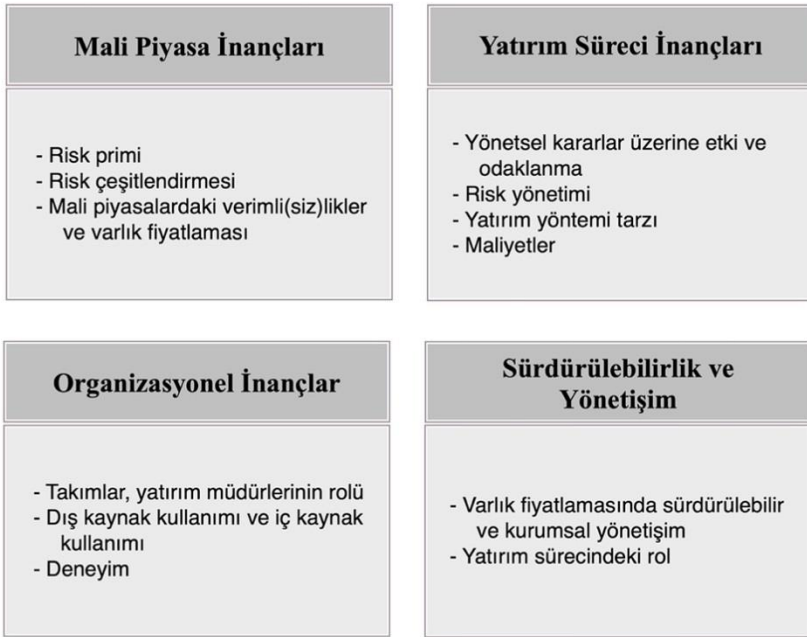 Mali Piyasa İnançları
- Risk primi
- Risk çeşitlendirmesi
- Mali piyasalardaki verimli(siz)likler
ve varlık fiyatlaması
Yatırım Süreci İnançları
- Yönetsel kararlar üzerine etki ve
odaklanma
- Risk yönetimi
- Yatırım yöntemi tarzı
- Maliyetler
Organizasyonel İnançlar
- Takımlar, yatırım müdürlerinin rolü
- Dış kaynak kullanımı ve iç kaynak
kullanımı
- Deneyim
Sürdürülebilirlik ve
Yönetişim
- Varlık fiyatlamasında sürdürülebilir
ve kurumsal yönetişim
- Yatırım sürecindeki rol